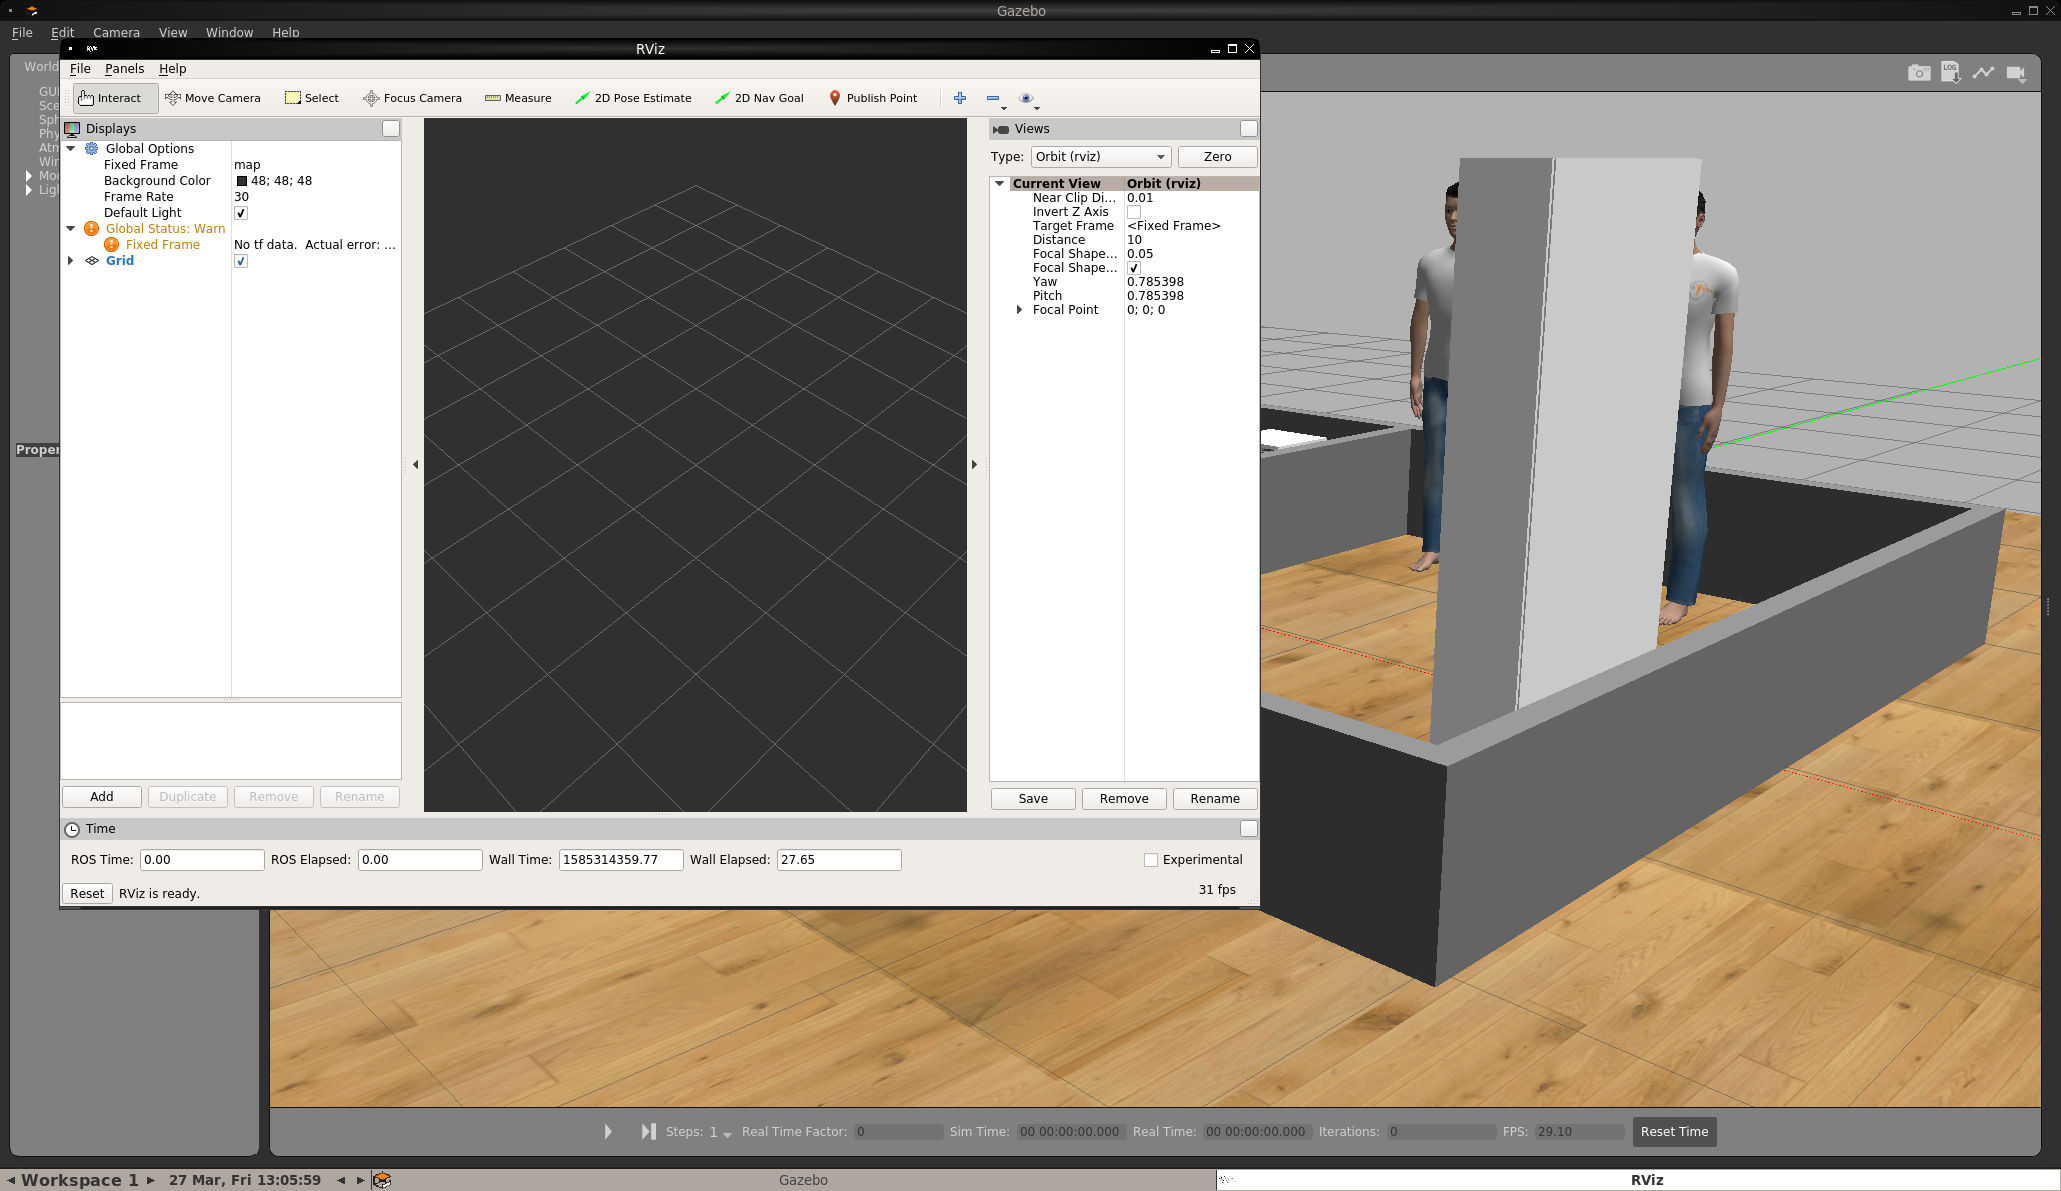 Gazebo
File Edit Camera View Window Help
World
GUI
Sce
Sph
Phy
Atm
Win
Mod
Ligh
Proper
RViz
File Panels Help
Interact Move Camera Select Focus Camera Measure 2D Pose Estimate 2D Nav Goal Publish Point
Displays
Global Options
Fixed Frame map
Background Color 48; 48; 48
Frame Rate 30
Default Light
Global Status: Warn
Fixed Frame No tf data.  Actual error: ...
Grid
Add Duplicate Remove Rename
Views
Type: Orbit (rviz) Zero
Current View Orbit (rviz)
Near Clip Di... 0.01
Invert Z Axis
Target Frame <Fixed Frame>
Distance 10
Focal Shape... 0.05
Focal Shape...
Yaw 0.785398
Pitch 0.785398
Focal Point 0; 0; 0
Save Remove Rename
Time
ROS Time: 0.00 ROS Elapsed: 0.00 Wall Time: 1585314359.77 Wall Elapsed: 27.65 Experimental
Reset RViz is ready. 31 fps
LOG
Steps: 1 Real Time Factor: 0 Sim Time: 00 00:00:00.000 Real Time: 00 00:00:00.000 Iterations: 0 FPS: 29.10 Reset Time
Workspace 1 27 Mar, Fri 13:05:59 Gazebo RViz